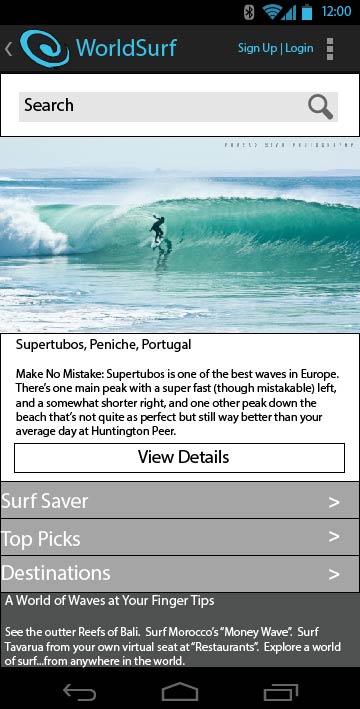 12:00
WorldSurf
Sign Up | Login
Search
Supertubos, Peniche, Portugal
Make No Mistake: Supertubos is one of the best waves in Europe.
There's one main peak with a super fast (though mistakable) left,
and a somewhat shorter right, and one other peak down the
beach that's not quite as perfect but still way better than your
average day at Huntington Peer.
View Details
Surf Saver >
Top Picks >
Destinations >
A World of Waves at Your Finger Tips
See the outter Reefs of Bali. Surf Morocco's “Money Wave”. Surf
Tavarua from your own virtual seat at “Restaurants”. Explore a world
of surf...from anywhere in the world.